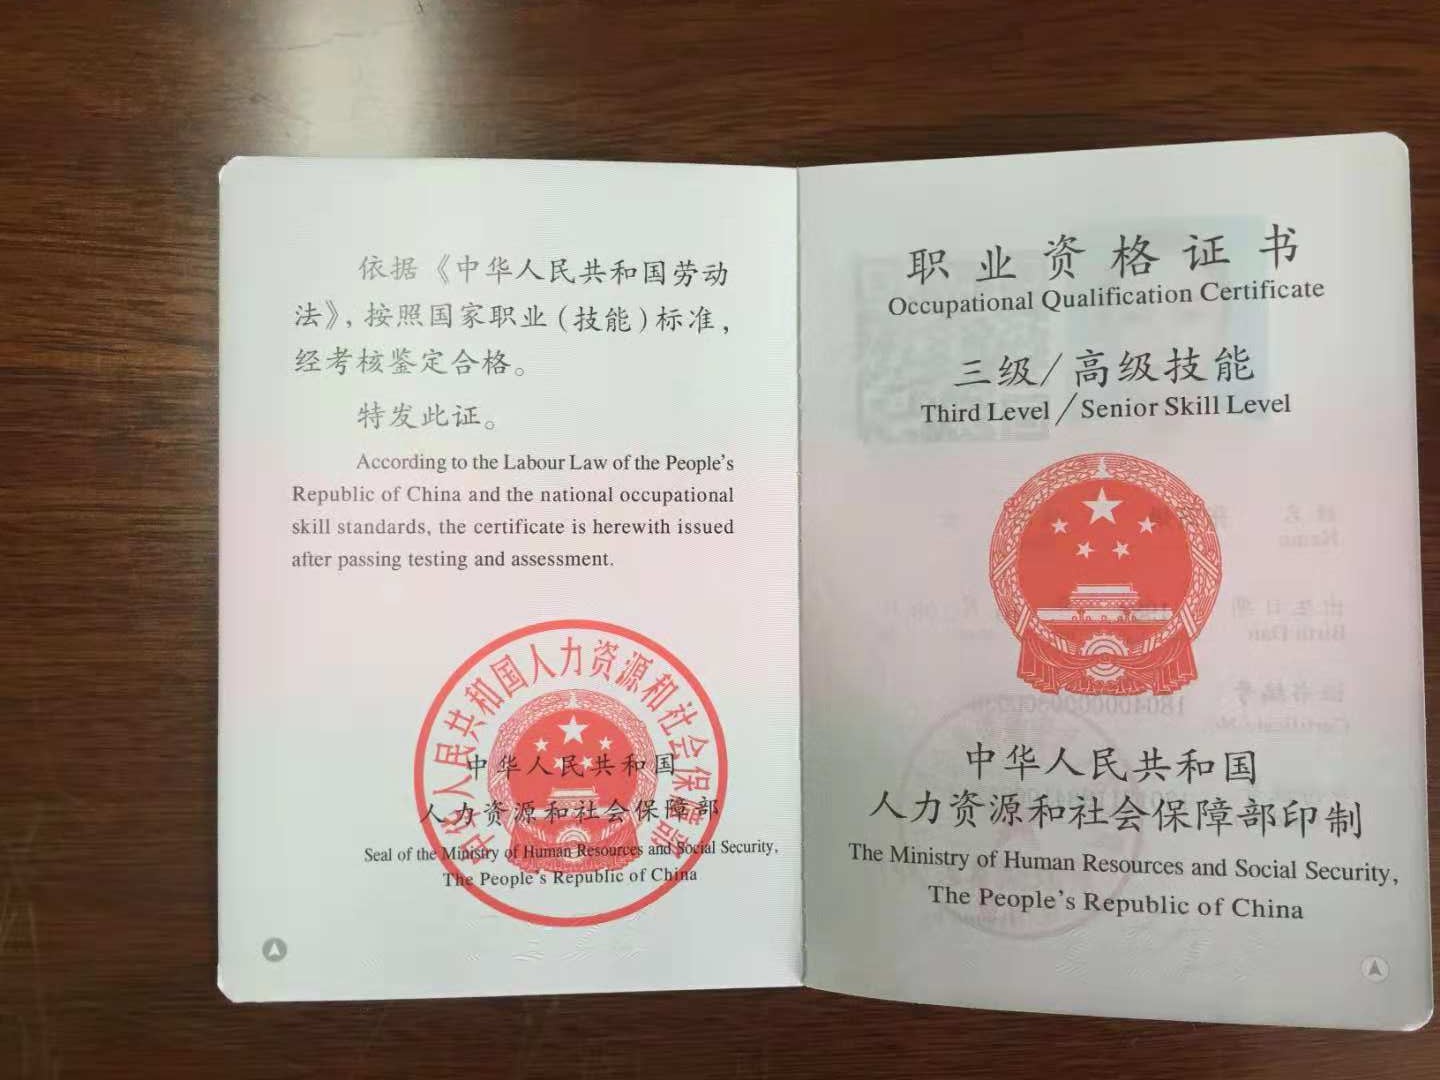 依据《中华人民共和国劳动
法》，按照国家职业（技能）标准，
经考核鉴定合格。
特发此证。
According to the Labour Law of the People's
Republic of China and the national occupational
skill standards, the certificate is herewith issued
after passing testing and assessment.
中华人民共和国人力资源和社会保障部
中华人民共和国
人力资源和社会保障部
Seal of the Ministry of Human Resources and Social Security,
The People's Republic of China
职业资格证书
Occupational Qualification Certificate
三级/高级技能
Third Level/Senior Skill Level
中华人民共和国
人力资源和社会保障部印制
The Ministry of Human Resources and Social Security,
The People's Republic of China